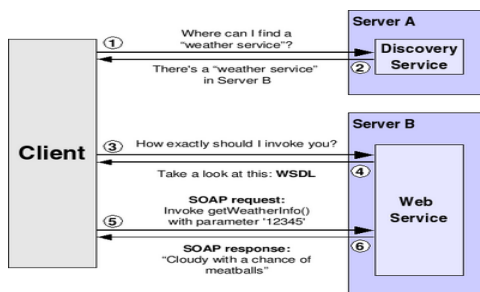 Server A
①
Where can I find a
"weather service"?
Discovery
Service
There's a "weather service"
in Server B
②
Client
Server B
③
How exactly should I invoke you?
Take a look at this: WSDL
④
Web
Service
SOAP request:
Invoke getWeatherInfo()
with parameter '12345'
⑤
SOAP response:
"Cloudy with a chance of
meatballs"
⑥